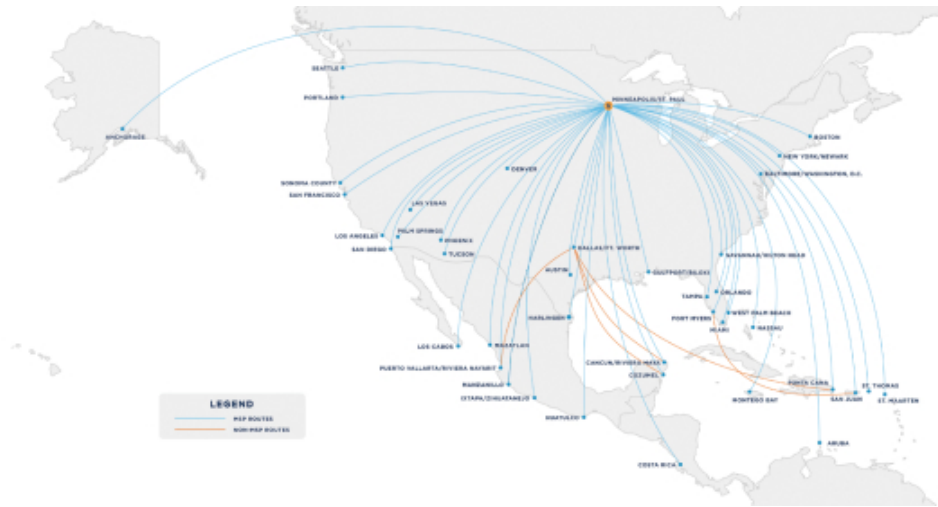 MINNEAPOLIS/ST. PAUL
SEATTLE
PORTLAND
ANCHORAGE
BOSTON
NEW YORK/NEWARK
BALTIMORE/WASHINGTON, D.C.
DENVER
SONOMA COUNTY
SAN FRANCISCO
LAS VEGAS
LOS ANGELES
PALM SPRINGS
PHOENIX
SAN DIEGO
TUCSON
DALLAS/FT. WORTH
SAVANNAH/HILTON HEAD
AUSTIN
GULFPORT/BILOXI
ORLANDO
TAMPA
FORT MYERS
WEST PALM BEACH
HARLINGEN
MIAMI
NASSAU
LOS CABOS
MAZATLAN
CANCUN/RIVIERA MAYA
PUERTO VALLARTA/RIVIERA NAYARIT
COZUMEL
MANZANILLO
PUNTA CANA
ST. THOMAS
IXTAPA/ZIHUATANEJO
MONTEGO BAY
SAN JUAN
ST. MAARTEN
LEGEND
MSP ROUTES
NON MSP ROUTES
HUATULCO
ARUBA
COSTA RICA